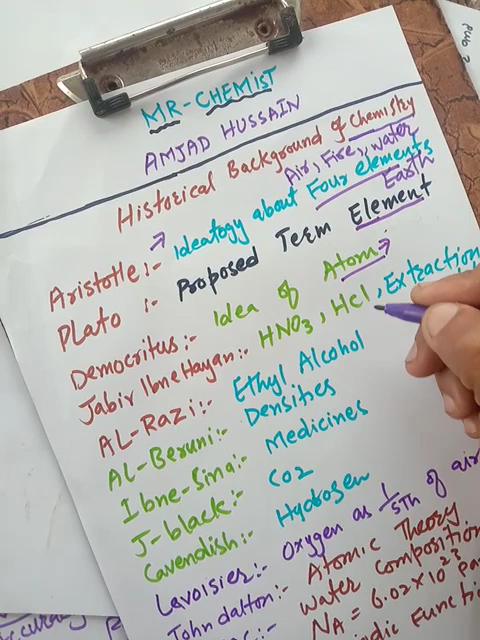 MR-CHEMIST
AMJAD HUSSAIN
Historical Background of Chemistry
Air, Fire, water
Earth
Aristotle:- Ideatogy about Four elements
Plato :- Proposed Term Element
Democritus:- Idea of Atom
Jabir Ibne Hayan:- HNO3, Hcl, Extraction
AL-Razi:- Ethyl Alcohol
AL-Beruni:- Densities
Ibne-Sina:- Medicines
J-black:- Co2
Cavendish:- Hydrogen
Lavoisier:- Oxygen as 1/5th of air
John dalton:- Atomic Theory
water Composition
NA = 6.02×10²³